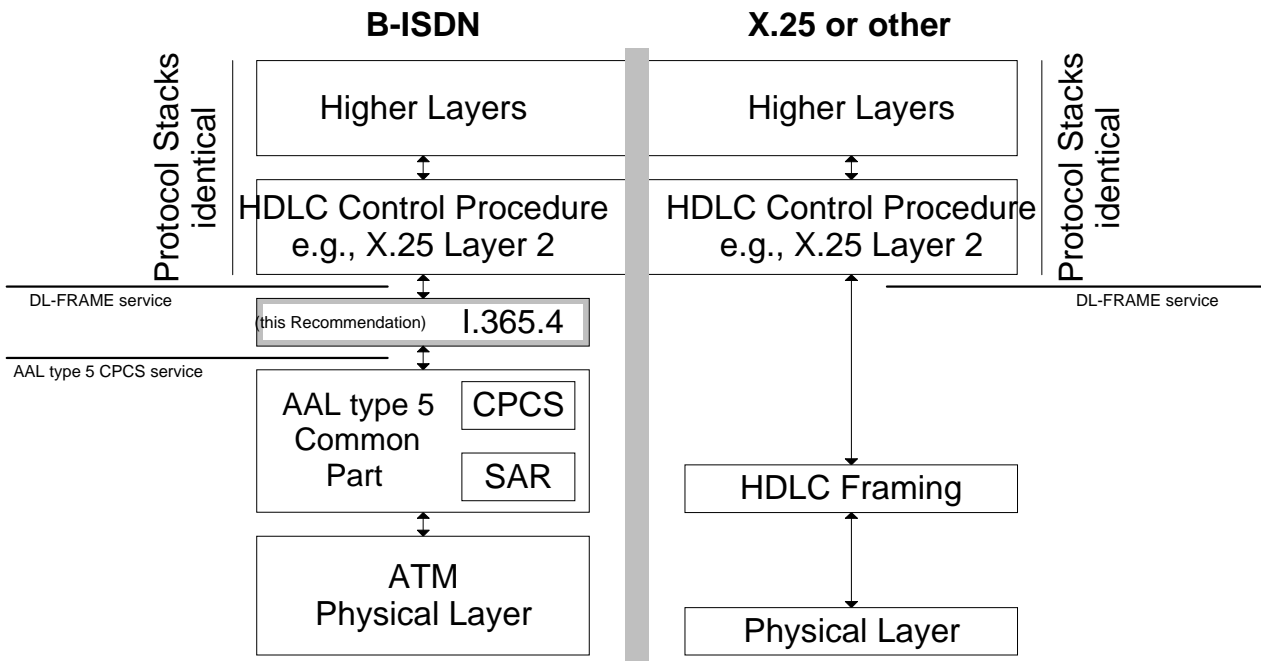 B-ISDN
X.25 or other
Protocol Stacks
identical
Higher Layers
Higher Layers
Protocol Stacks
identical
HDLC Control Procedure
e.g., X.25 Layer 2
HDLC Control Procedure
e.g., X.25 Layer 2
DL-FRAME service
DL-FRAME service
(this Recommendation) I.365.4
AAL type 5 CPCS service
AAL type 5
Common
Part
CPCS
SAR
HDLC Framing
ATM
Physical Layer
Physical Layer